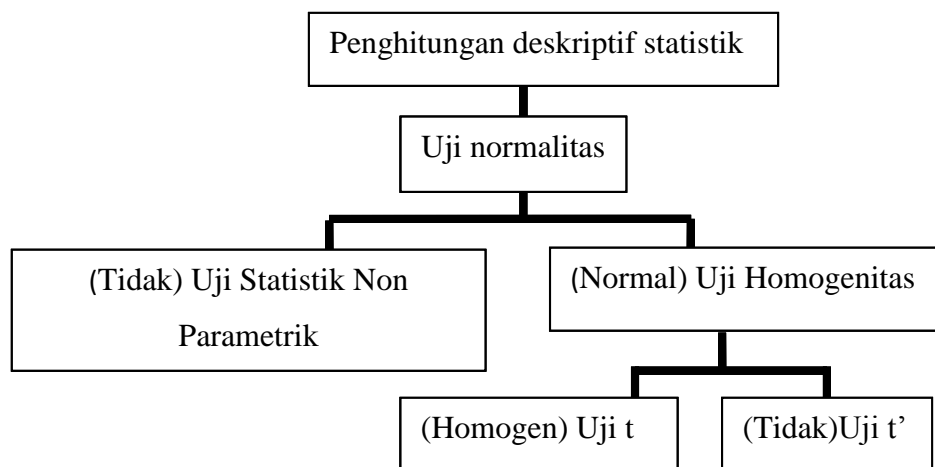 Penghitungan deskriptif statistik
Uji normalitas
(Tidak) Uji Statistik Non
Parametrik
(Normal) Uji Homogenitas
(Homogen) Uji t
(Tidak)Uji t’